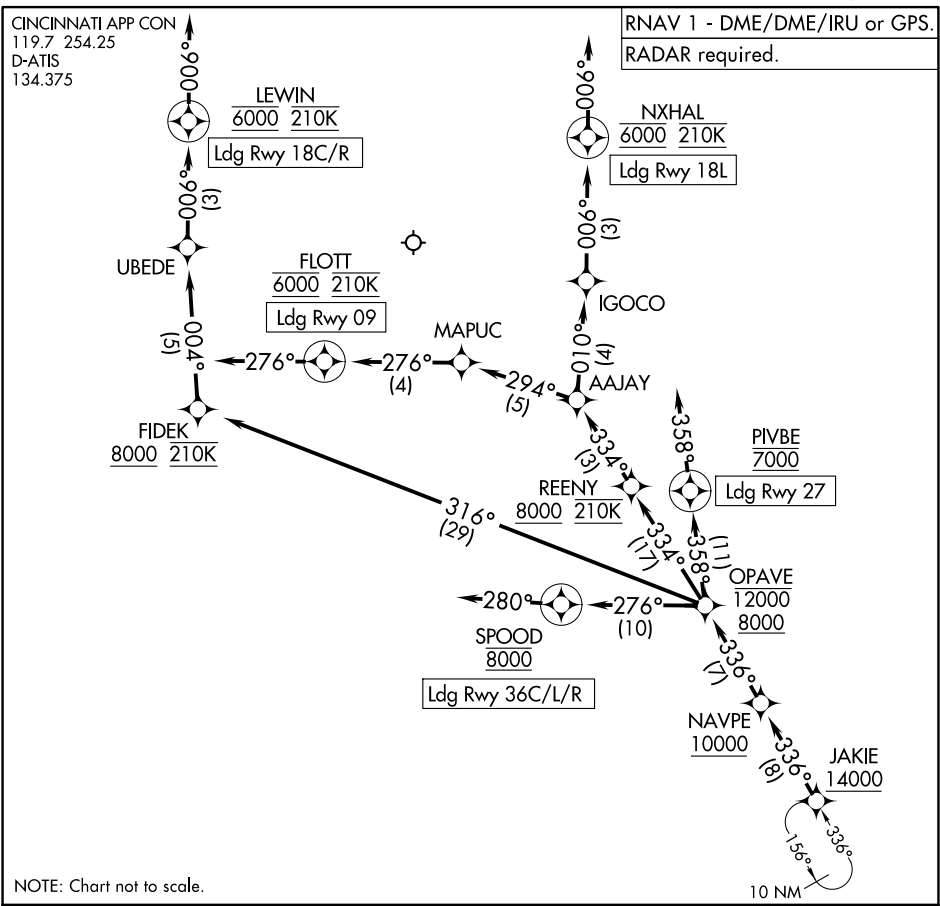 CINCINNATI APP CON
119.7 254.25
D-ATIS
134.375
RNAV 1 - DME/DME/IRU or GPS.
RADAR required.
006°
LEWIN
6000 210K
Ldg Rwy 18C/R
006°
(3)
UBEDE
004°
(5)
FIDEK
8000 210K
006°
NXHAL
6000 210K
Ldg Rwy 18L
006°
(3)
IGOCO
010°
(4)
AAJAY
FLOTT
6000 210K
Ldg Rwy 09
276°
276°
(4)
MAPUC
294°
(5)
334°
(3)
REENY
8000 210K
334°
(17)
358°
PIVBE
7000
Ldg Rwy 27
358°
(11)
316°
(29)
OPAVE
12000
8000
280°
276°
(10)
SPOOD
8000
Ldg Rwy 36C/L/R
336°
(7)
NAVPE
10000
336°
(8)
JAKIE
14000
156°
336°
10 NM
NOTE: Chart not to scale.